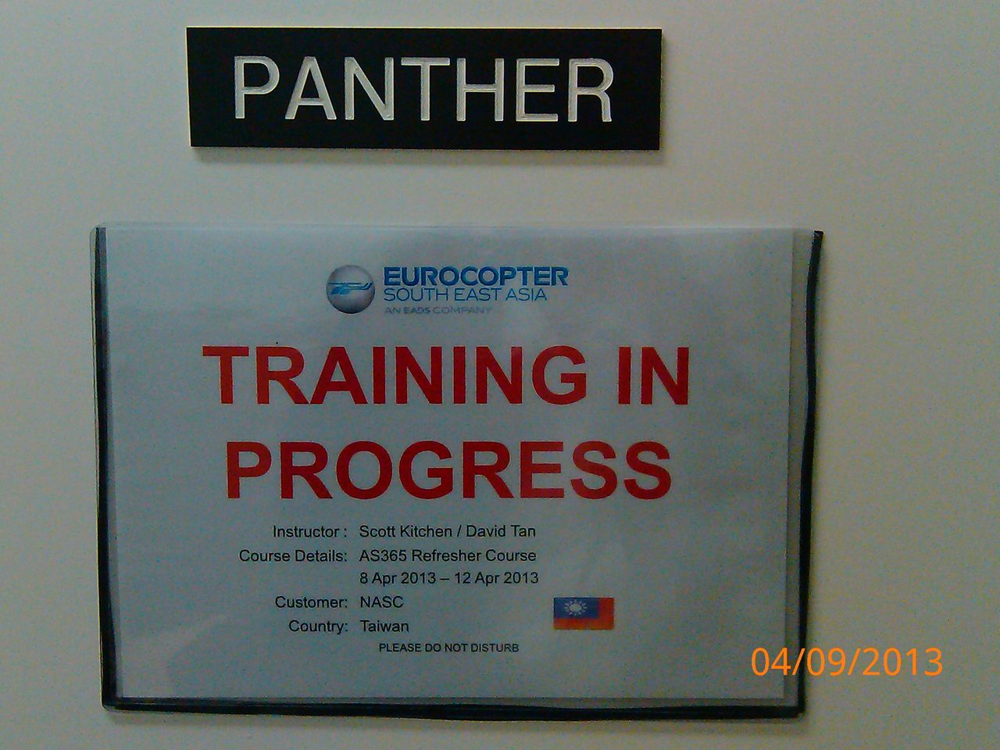 PANTHER
EUROCOPTER
SOUTH EAST ASIA
AN EADS COMPANY
TRAINING IN
PROGRESS
Instructor : Scott Kitchen / David Tan
Course Details: AS365 Refresher Course
8 Apr 2013 – 12 Apr 2013
Customer: NASC
Country: Taiwan
PLEASE DO NOT DISTURB
04/09/2013